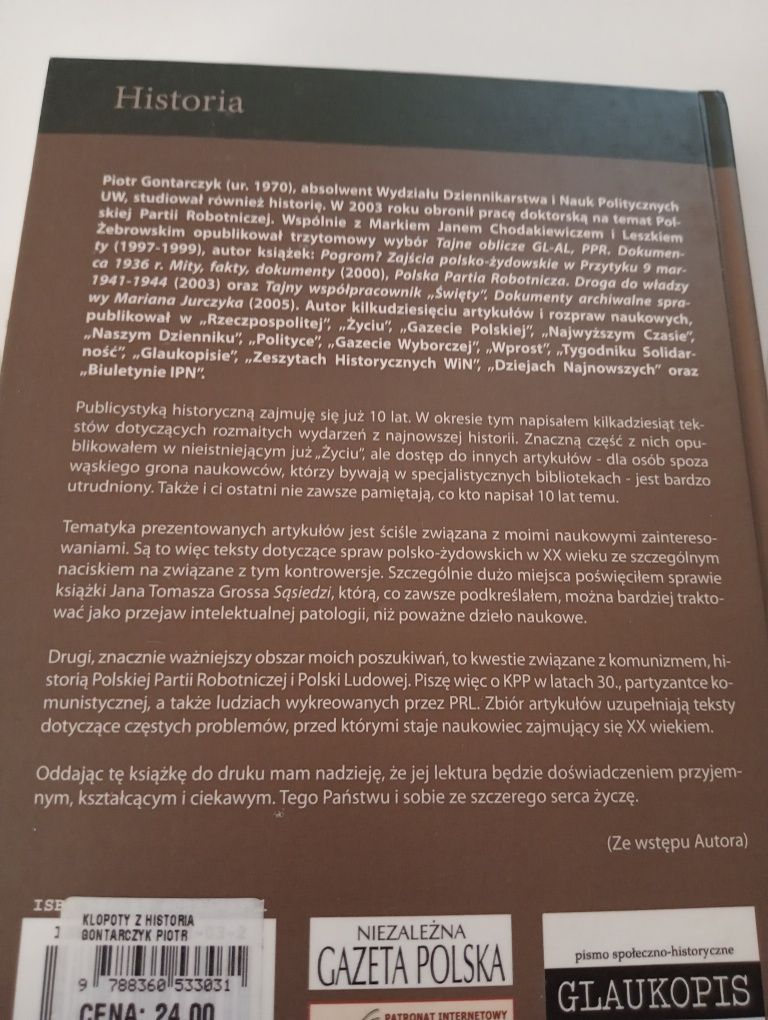 Historia
Piotr Gontarczyk (ur. 1970), absolwent Wydziału Dziennikarstwa i Nauk Politycznych
UW, studiował również historię. W 2003 roku obronił pracę doktorską na temat Pol-
skiej Partii Robotniczej. Wspólnie z Markiem Janem Chodakiewiczem i Leszkiem
Żebrowskim opublikował trzytomowy wybór Tajne oblicze GL-AL, PPR. Dokumen-
ty (1997-1999), autor książek: Pogrom? Zajścia polsko-żydowskie w Przytyku 9 mar-
ca 1936 r. Mity, fakty, dokumenty (2000), Polska Partia Robotnicza. Droga do władzy
1941-1944 (2003) oraz Tajny współpracownik „Święty”. Dokumenty archiwalne spra-
wy Mariana Jurczyka (2005). Autor kilkudziesięciu artykułów i rozpraw naukowych,
publikował w „Rzeczpospolitej”, „Życiu”, „Gazecie Polskiej”, „Najwyższym Czasie”,
„Naszym Dzienniku”, „Polityce”, „Gazecie Wyborczej”, „Wprost”, „Tygodniku Solidar-
ność”, „Glaukopisie”, „Zeszytach Historycznych WiN”, „Dziejach Najnowszych” oraz
„Biuletynie IPN”.
Publicystyką historyczną zajmuję się już 10 lat. W okresie tym napisałem kilkadziesiąt tek-
stów dotyczących rozmaitych wydarzeń z najnowszej historii. Znaczną część z nich opu-
blikowałem w nieistniejącym już „Życiu”, ale dostęp do innych artykułów - dla osób spoza
wąskiego grona naukowców, którzy bywają w specjalistycznych bibliotekach - jest bardzo
utrudniony. Także i ci ostatni nie zawsze pamiętają, co kto napisał 10 lat temu.
Tematyka prezentowanych artykułów jest ściśle związana z moimi naukowymi zaintereso-
waniami. Są to więc teksty dotyczące spraw polsko-żydowskich w XX wieku ze szczególnym
naciskiem na związane z tym kontrowersje. Szczególnie dużo miejsca poświęciłem sprawie
książki Jana Tomasza Grossa Sąsiedzi, którą, co zawsze podkreślałem, można bardziej trakto-
wać jako przejaw intelektualnej patologii, niż poważne dzieło naukowe.
Drugi, znacznie ważniejszy obszar moich poszukiwań, to kwestie związane z komunizmem, hi-
storią Polskiej Partii Robotniczej i Polski Ludowej. Piszę więc o KPP w latach 30., partyzantce ko-
munistycznej, a także ludziach wykreowanych przez PRL. Zbiór artykułów uzupełniają teksty
dotyczące częstych problemów, przed którymi staje naukowiec zajmujący się XX wiekiem.
Oddając tę książkę do druku mam nadzieję, że jej lektura będzie doświadczeniem przyjem-
nym, kształcącym i ciekawym. Tego Państwu i sobie ze szczerego serca życzę.
(Ze wstępu Autora)
KLOPOTY Z HISTORIA
GONTARCZYK PIOTR
9 788360 533031
CENA: 24.00
NIEZALEŻNA
GAZETA POLSKA
PATRONAT INTERNETOWY
pismo społeczno-historyczne
GLAUKOPIS